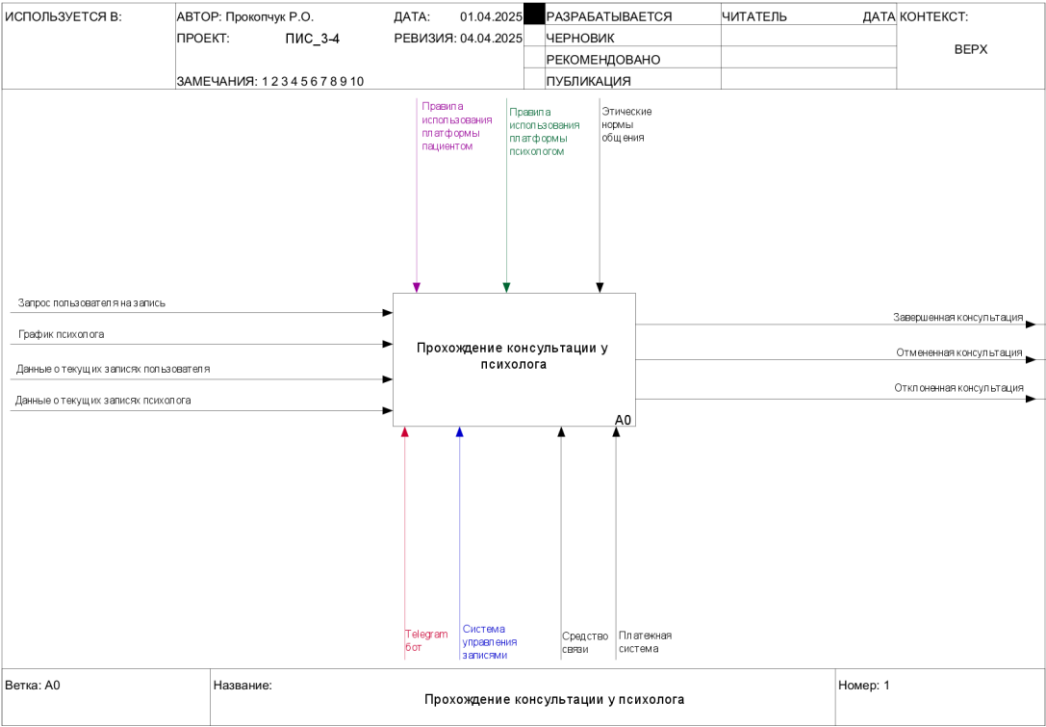 ИСПОЛЬЗУЕТСЯ В:
АВТОР: Прокопчук Р.О.
ДАТА: 01.04.2025
РАЗРАБАТЫВАЕТСЯ
ЧИТАТЕЛЬ
ДАТА
КОНТЕКСТ:
ПРОЕКТ: ПИС_3-4
РЕВИЗИЯ: 04.04.2025
ЧЕРНОВИК
ВЕРХ
РЕКОМЕНДОВАНО
ЗАМЕЧАНИЯ: 1 2 3 4 5 6 7 8 9 10
ПУБЛИКАЦИЯ
Правила
использования
платформы
пациентом
Правила
использования
платформы
психологом
Этические
нормы
общения
Запрос пользователя на запись
График психолога
Данные о текущих записях пользователя
Данные о текущих записях психолога
Прохождение консультации у
психолога
A0
Завершенная консультация
Отмененная консультация
Отклоненная консультация
Telegram
бот
Система
управления
записями
Средство
связи
Платежная
система
Ветка: A0
Название:
Прохождение консультации у психолога
Номер: 1